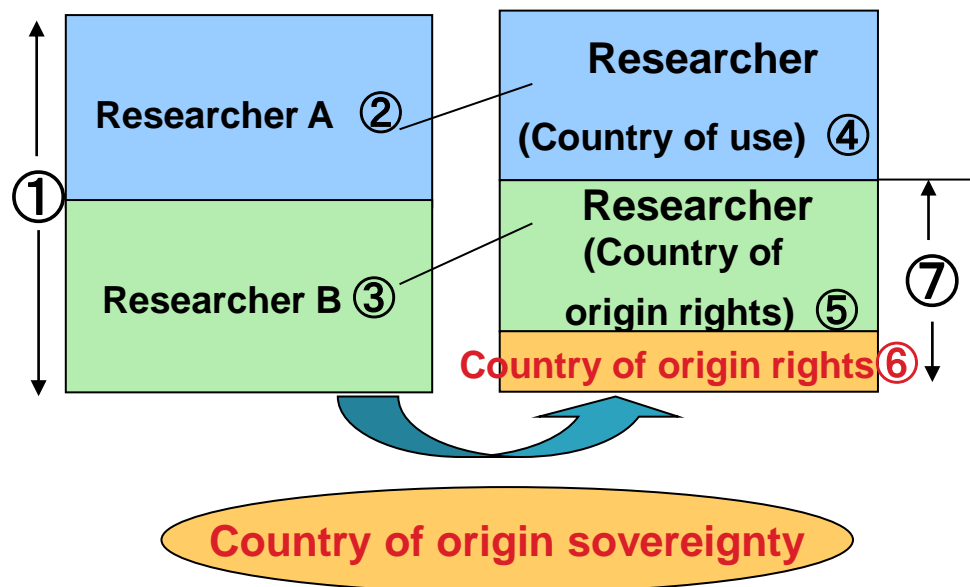 ①
Researcher A ②
Researcher B ③
Researcher
(Country of use) ④
Researcher
(Country of
origin rights) ⑤
Country of origin rights⑥
⑦
Country of origin sovereignty